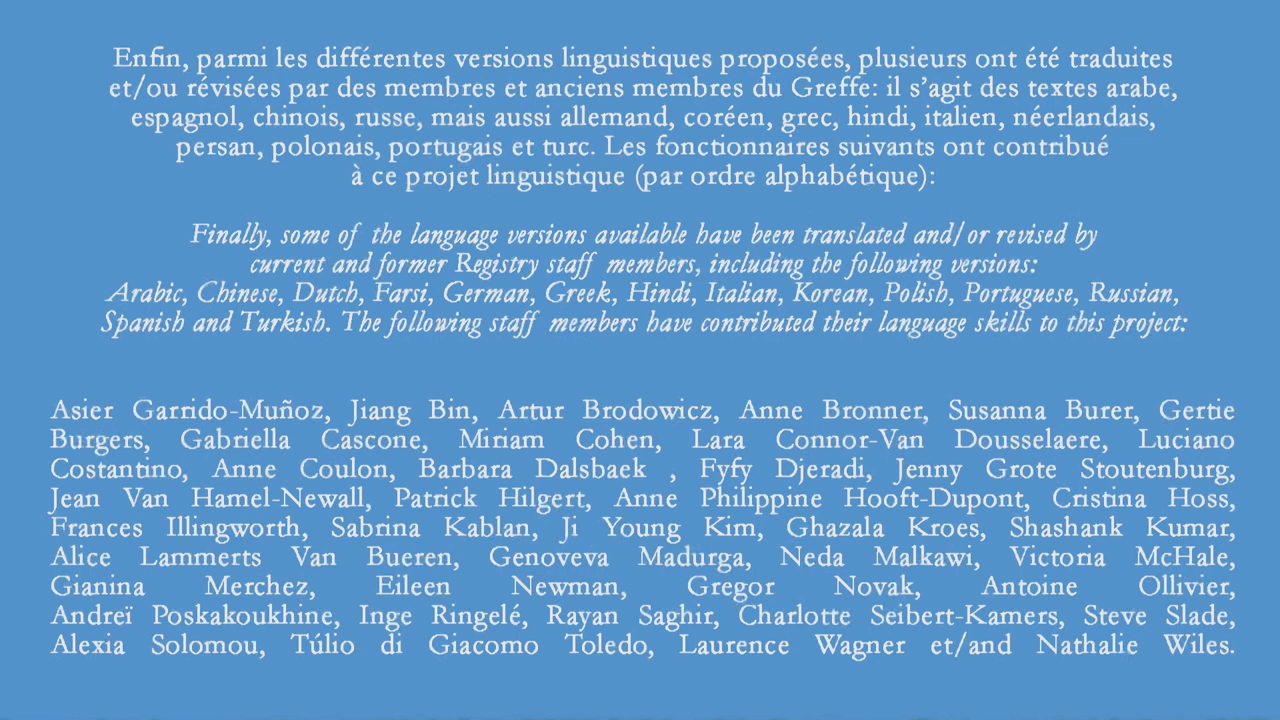 Enfin, parmi les différentes versions linguistiques proposées, plusieurs ont été traduites
et/ou révisées par des membres et anciens membres du Greffe: il s'agit des textes arabe,
espagnol, chinois, russe, mais aussi allemand, coréen, grec, hindi, italien, néerlandais,
persan, polonais, portugais et turc. Les fonctionnaires suivants ont contribué
à ce projet linguistique (par ordre alphabétique):
Finally, some of the language versions available have been translated and/or revised by
current and former Registry staff members, including the following versions:
Arabic, Chinese, Dutch, Farsi, German, Greek, Hindi, Italian, Korean, Polish, Portuguese, Russian,
Spanish and Turkish. The following staff members have contributed their language skills to this project:
Asier Garrido-Muñoz, Jiang Bin, Artur Brodowicz, Anne Bronner, Susanna Burer, Gertie
Burgers, Gabriella Cascone, Miriam Cohen, Lara Connor-Van Dousselaere, Luciano
Costantino, Anne Coulon, Barbara Dalsbaek , Fyfy Djeradi, Jenny Grote Stoutenburg,
Jean Van Hamel-Newall, Patrick Hilgert, Anne Philippine Hooft-Dupont, Cristina Hoss,
Frances Illingworth, Sabrina Kablan, Ji Young Kim, Ghazala Kroes, Shashank Kumar,
Alice Lammerts Van Bueren, Genoveva Madurga, Neda Malkawi, Victoria McHale,
Gianina Merchez, Eileen Newman, Gregor Novak, Antoine Ollivier,
Andreï Poskakoukhine, Inge Ringelé, Rayan Saghir, Charlotte Seibert-Kamers, Steve Slade,
Alexia Solomou, Túlio di Giacomo Toledo, Laurence Wagner et/and Nathalie Wiles.